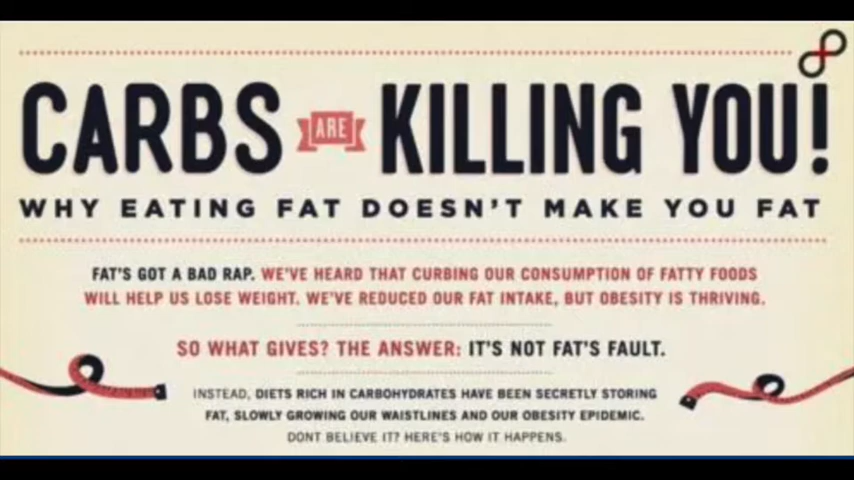 CARBS ARE KILLING YOU!
WHY EATING FAT DOESN'T MAKE YOU FAT
FAT'S GOT A BAD RAP. WE'VE HEARD THAT CURBING OUR CONSUMPTION OF FATTY FOODS
WILL HELP US LOSE WEIGHT. WE'VE REDUCED OUR FAT INTAKE, BUT OBESITY IS THRIVING.
SO WHAT GIVES? THE ANSWER: IT'S NOT FAT'S FAULT.
INSTEAD, DIETS RICH IN CARBOHYDRATES HAVE BEEN SECRETLY STORING
FAT, SLOWLY GROWING OUR WAISTLINES AND OUR OBESITY EPIDEMIC.
DONT BELIEVE IT? HERE'S HOW IT HAPPENS.